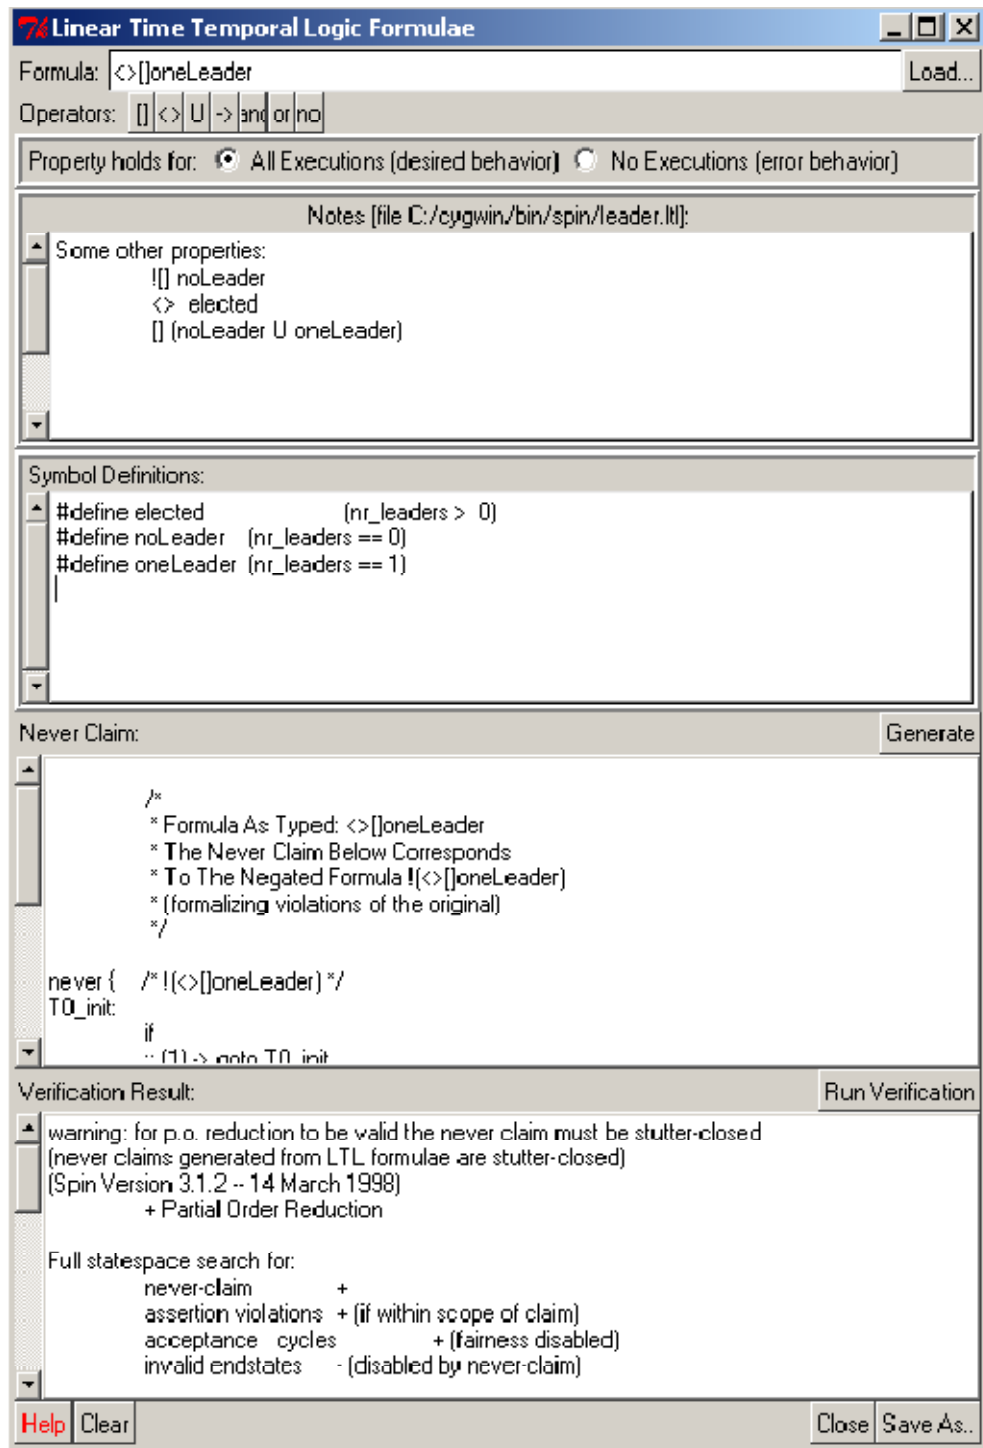 Linear Time Temporal Logic Formulae
Formula: <>[]oneLeader Load...
Operators: [] <> U -> and or no
Property holds for: All Executions (desired behavior) No Executions (error behavior)
Notes [file C:/cygwin/bin/spin/leader.ltl]:
Some other properties:
![] noLeader
<> elected
[] (noLeader U oneLeader)
Symbol Definitions:
#define elected (nr_leaders > 0)
#define noLeader (nr_leaders == 0)
#define oneLeader (nr_leaders == 1)
Never Claim: Generate
/*
* Formula As Typed: <>[]oneLeader
* The Never Claim Below Corresponds
* To The Negated Formula !(<>[]oneLeader)
* (formalizing violations of the original)
*/
never { /* !(<>[]oneLeader) */
T0_init:
if
:: (1) -> goto T0_init
Verification Result: Run Verification
warning: for p.o. reduction to be valid the never claim must be stutter-closed
(never claims generated from LTL formulae are stutter-closed)
(Spin Version 3.1.2 -- 14 March 1998)
+ Partial Order Reduction
Full statespace search for:
never-claim +
assertion violations + (if within scope of claim)
acceptance cycles + (fairness disabled)
invalid endstates - (disabled by never-claim)
Help Clear Close Save As..